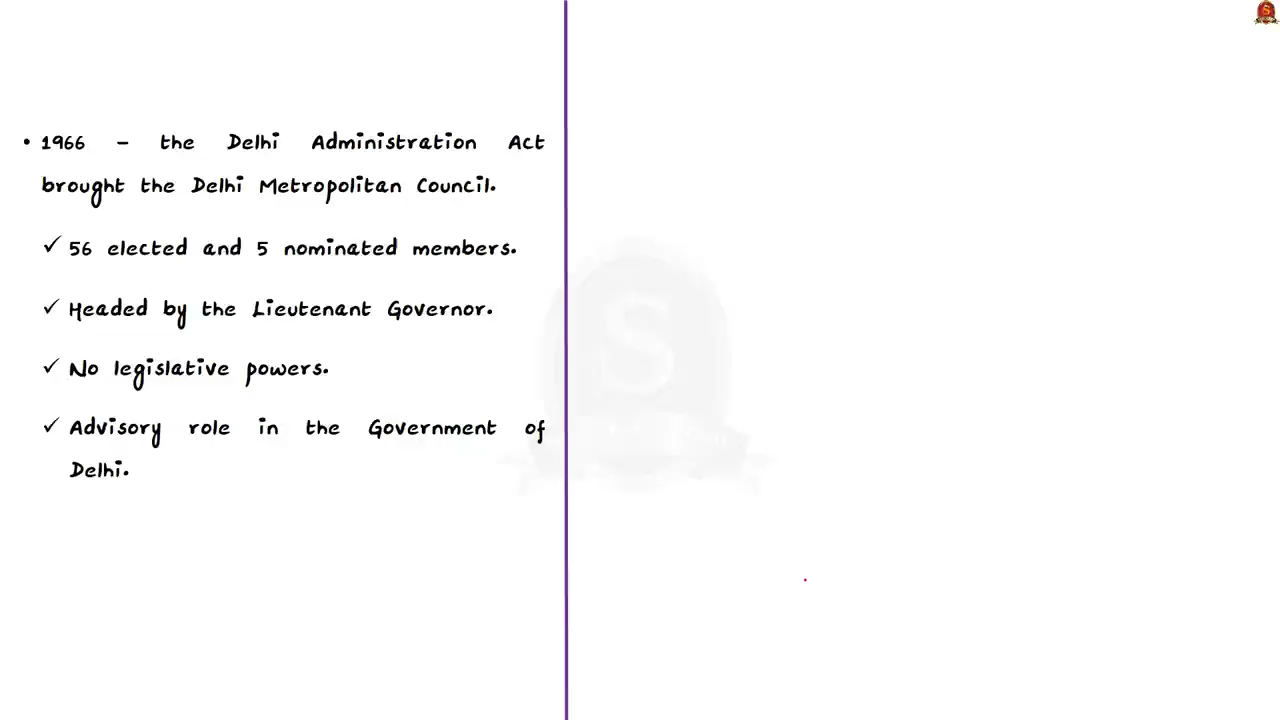 • 1966 – the Delhi Administration Act
brought the Delhi Metropolitan Council.
✓ 56 elected and 5 nominated members.
✓ Headed by the Lieutenant Governor.
✓ No legislative powers.
✓ Advisory role in the Government of
Delhi.
S